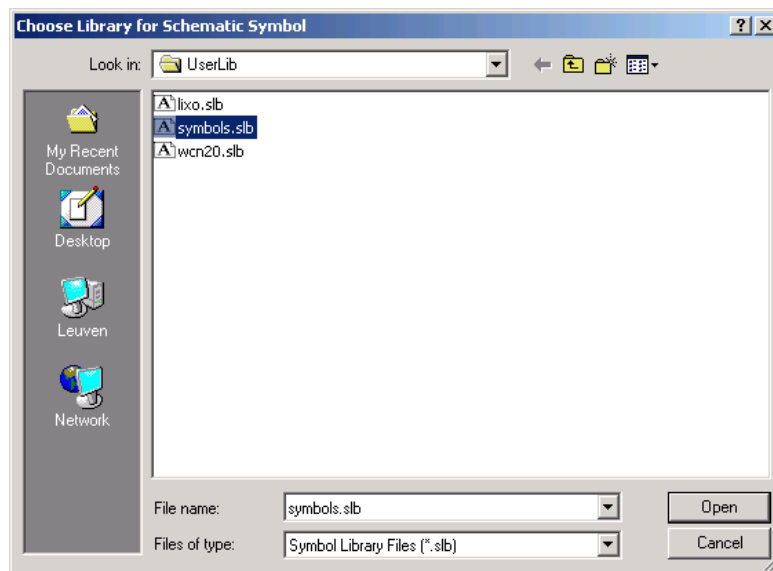 Choose Library for Schematic Symbol
Look in: UserLib
My Recent
Documents
Desktop
Leuven
Network
lixo.slb
symbols.slb
wcn20.slb
File name: symbols.slb Open
Files of type: Symbol Library Files (*.slb) Cancel